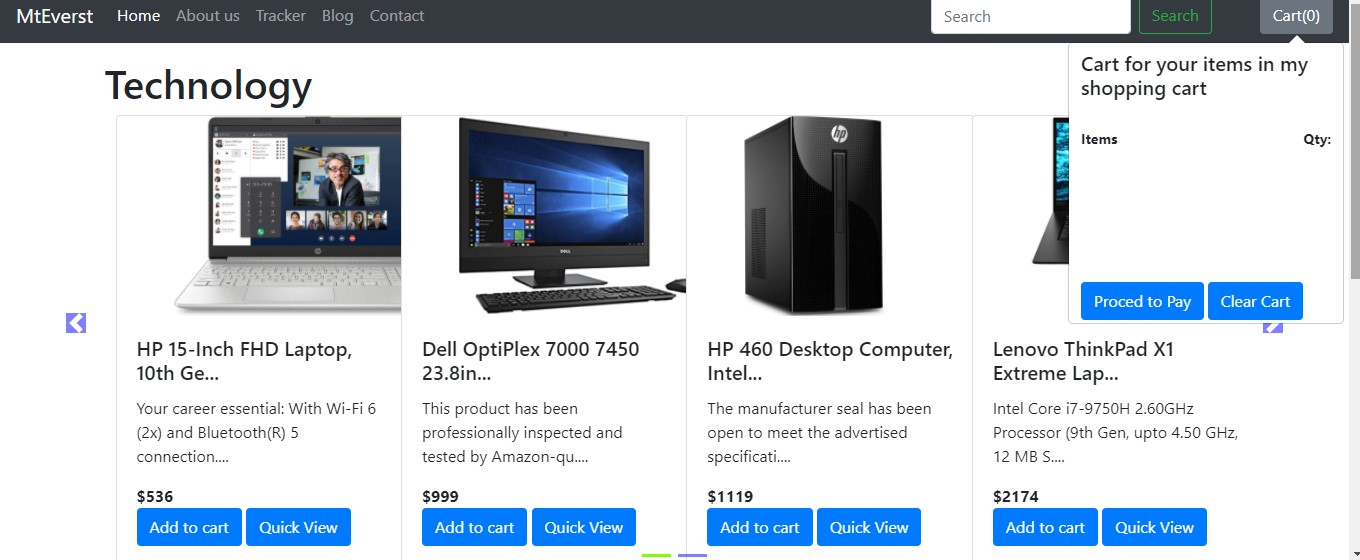 MtEverst Home About us Tracker Blog Contact Search Search Cart(0)
Cart for your items in my
shopping cart
Items Qty:
Proced to Pay Clear Cart
Technology
HP 15-Inch FHD Laptop,
10th Ge...
Your career essential: With Wi-Fi 6
(2x) and Bluetooth(R) 5
connection....
$536
Add to cart Quick View
DELL
Dell OptiPlex 7000 7450
23.8in...
This product has been
professionally inspected and
tested by Amazon-qu....
$999
Add to cart Quick View
hp
HP 460 Desktop Computer,
Intel...
The manufacturer seal has been
open to meet the advertised
specificati....
$1119
Add to cart Quick View
Lenovo ThinkPad X1
Extreme Lap...
Intel Core i7-9750H 2.60GHz
Processor (9th Gen, upto 4.50 GHz,
12 MB S....
$2174
Add to cart Quick View